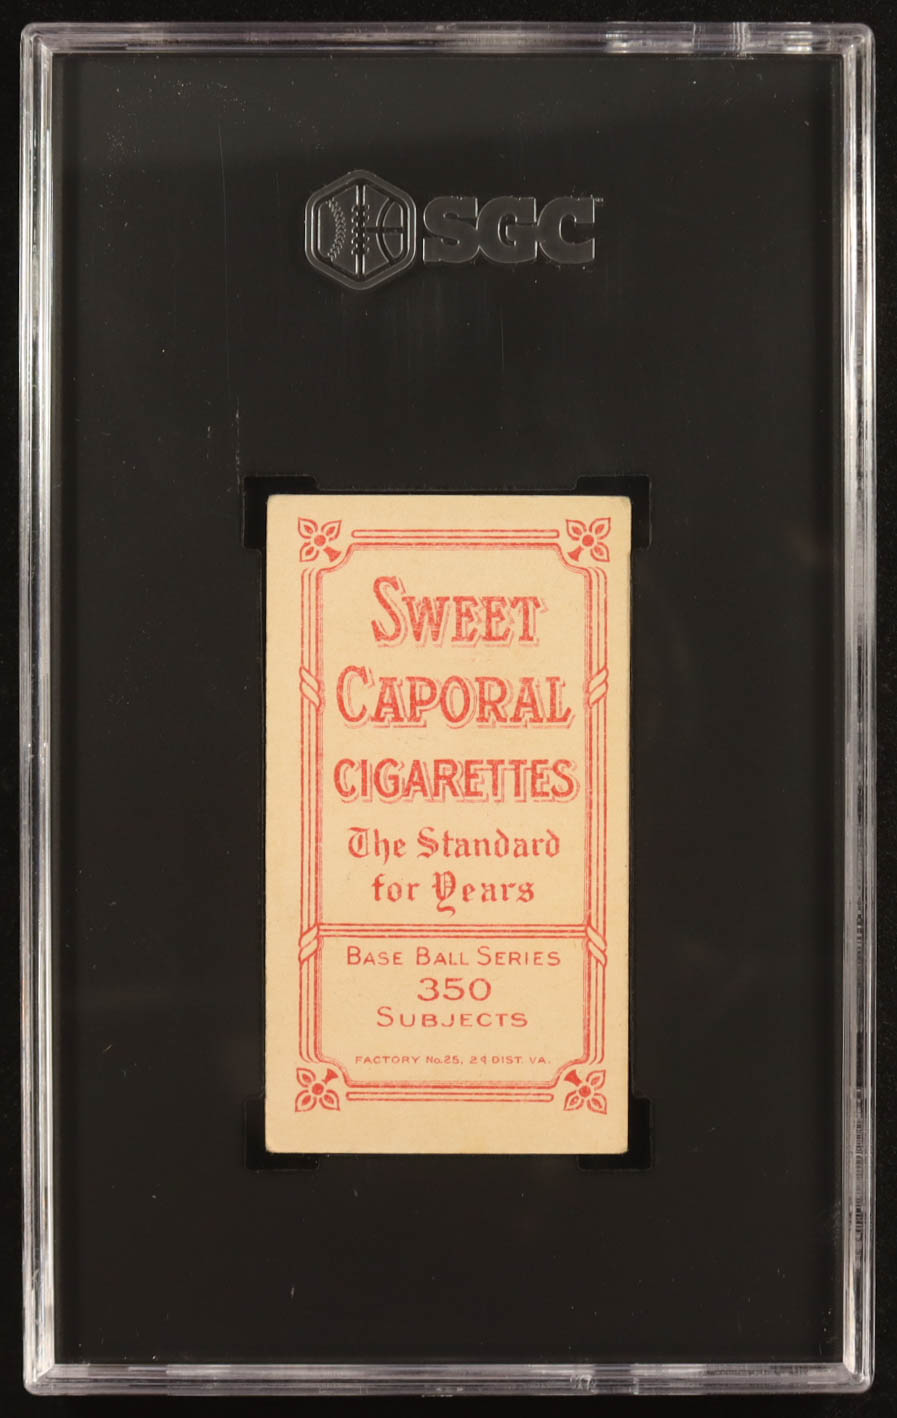 SGC
SWEET
CAPORAL
CIGARETTES
The Standard
for Years
BASE BALL SERIES
350
SUBJECTS
FACTORY No. 25, 2d DIST. VA.